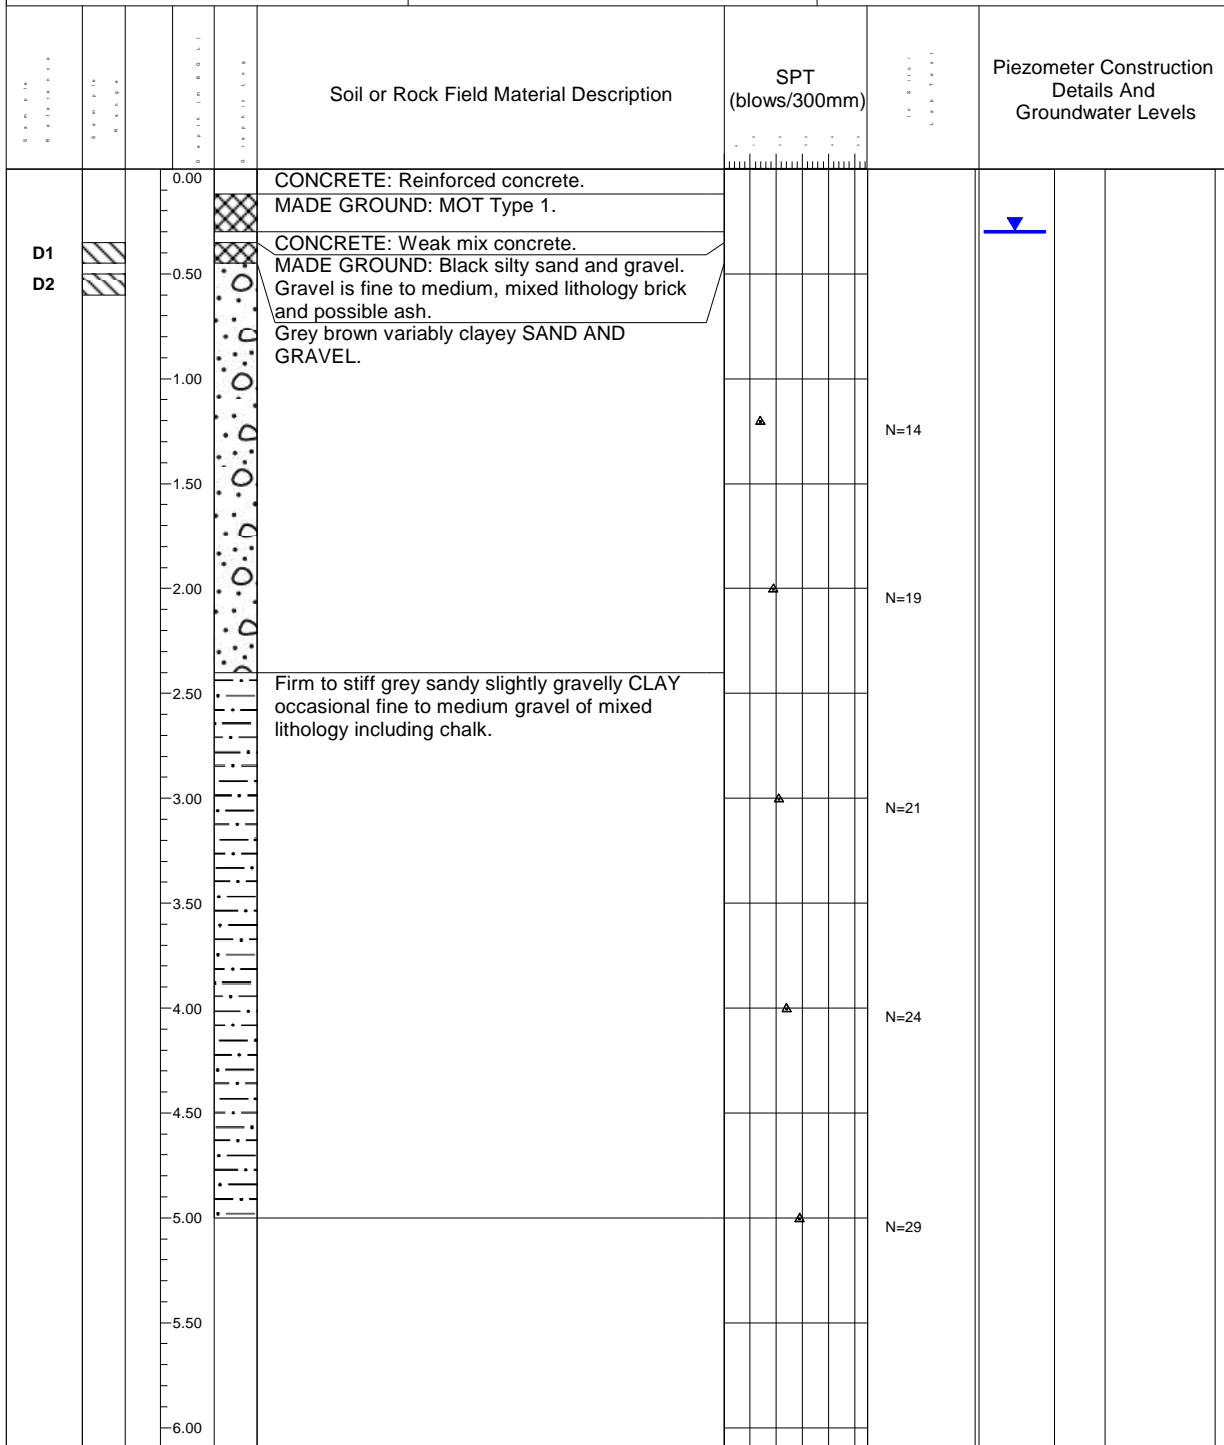 Soil or Rock Field Material Description
SPT
(blows/300mm)
Piezometer Construction
Details And
Groundwater Levels
0.00
CONCRETE: Reinforced concrete.
MADE GROUND: MOT Type 1.
CONCRETE: Weak mix concrete.
D1
MADE GROUND: Black silty sand and gravel.
Gravel is fine to medium, mixed lithology brick
and possible ash.
0.50
D2
Grey brown variably clayey SAND AND
GRAVEL.
1.00
N=14
1.50
2.00
N=19
2.50
Firm to stiff grey sandy slightly gravelly CLAY
occasional fine to medium gravel of mixed
lithology including chalk.
3.00
N=21
3.50
4.00
N=24
4.50
5.00
N=29
5.50
6.00